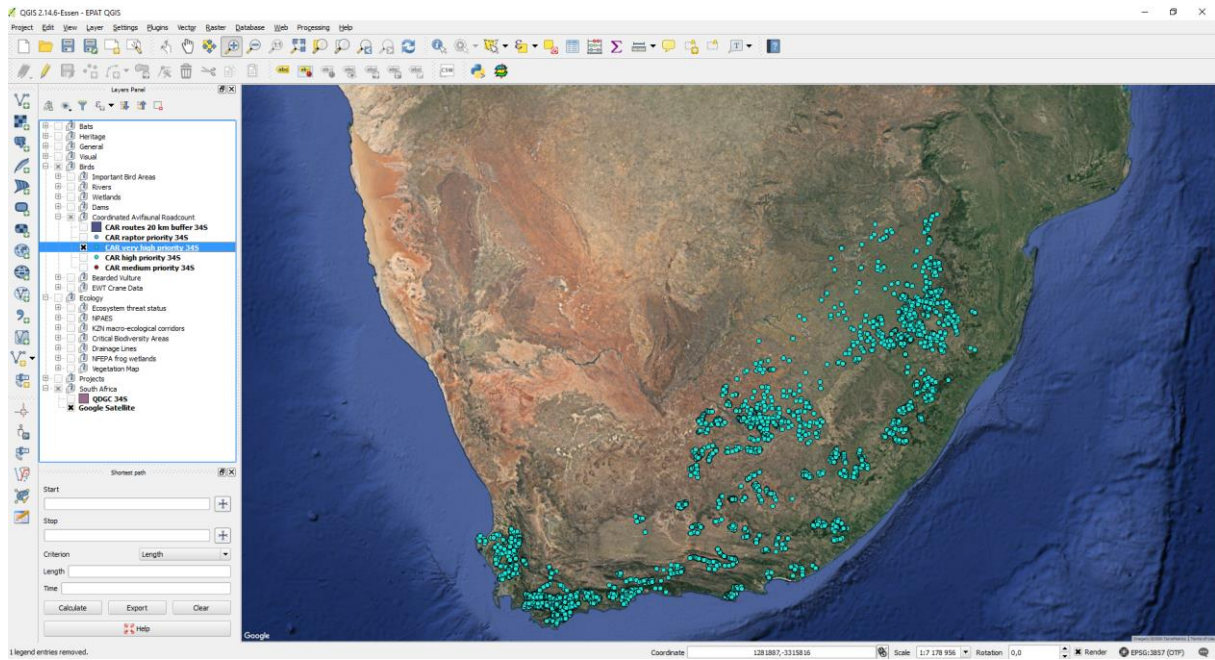 QGIS 2.14.6-Essen - EPAT QGIS
Project Edit View Layer Settings Plugins Vector Raster Database Web Processing Help
Layers Panel
Bats
Heritage
General
Visual
Birds
Important Bird Areas
Rivers
Wetlands
Dams
Coordinated Avifaunal Roadcount
CAR routes 20 km buffer 34S
CAR raptor priority 34S
CAR very high priority 34S
CAR high priority 34S
CAR medium priority 34S
Bearded Vulture
EWT Crane Data
Ecology
Ecosystem threat status
NPAES
KZN macro-ecological corridors
Critical Biodiversity Areas
Drainage Lines
NFEPA frog wetlands
Vegetation Map
Projects
South Africa
QDGC 34S
Google Satellite
Shortest path
Start
Stop
Criterion Length
Length
Time
Calculate Export Clear
Help
Google
1 legend entries removed.
Coordinate 1281887,-3315816 Scale 1:7 178 956 Rotation 0,0 Render EPSG:3857 (OTF)